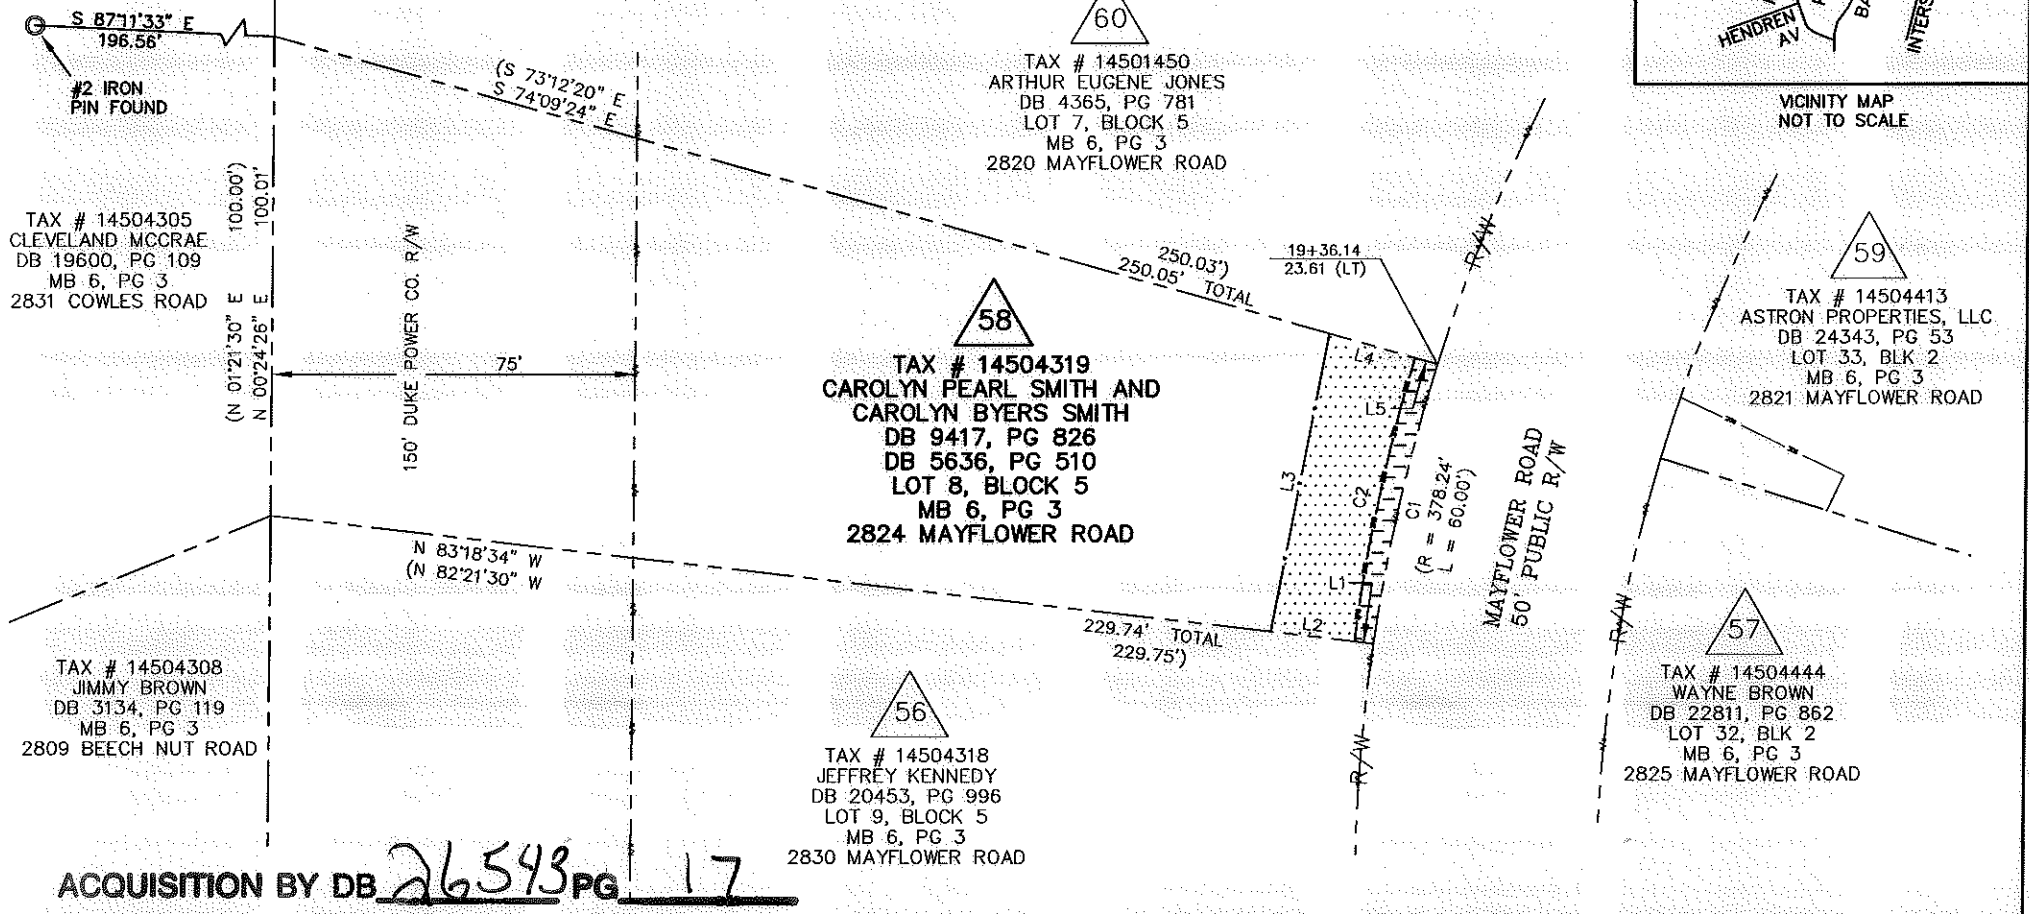 S 87°11'33" E
196.56'
#2 IRON
PIN FOUND
(S 73°12'20" E
S 74°09'24" E
60
TAX # 14501450
ARTHUR EUGENE JONES
DB 4365, PG 781
LOT 7, BLOCK 5
MB 6, PG 3
2820 MAYFLOWER ROAD
HENDREN
AV
VICINITY MAP
NOT TO SCALE
TAX # 14504305
CLEVELAND MCCRAE
DB 19600, PG 109
MB 6, PG 3
2831 COWLES ROAD
(N 01°21'30" E 100.00')
N 00°24'26" E 100.01'
150' DUKE POWER CO. R/W
75'
250.03')
250.05' TOTAL
19+36.14
23.61 (LT)
R/W
58
TAX # 14504319
CAROLYN PEARL SMITH AND
CAROLYN BYERS SMITH
DB 9417, PG 826
DB 5636, PG 510
LOT 8, BLOCK 5
MB 6, PG 3
2824 MAYFLOWER ROAD
59
TAX # 14504413
ASTRON PROPERTIES, LLC
DB 24343, PG 53
LOT 33, BLK 2
MB 6, PG 3
2821 MAYFLOWER ROAD
L4
L5
L3
C2
C1
(R = 378.24'
L = 60.00')
L1
L2
MAYFLOWER ROAD
50' PUBLIC R/W
N 83°18'34" W
(N 82°21'30" W
229.74' TOTAL
229.75')
R/W
R/W
57
TAX # 14504444
WAYNE BROWN
DB 22811, PG 862
LOT 32, BLK 2
MB 6, PG 3
2825 MAYFLOWER ROAD
TAX # 14504308
JIMMY BROWN
DB 3134, PG 119
MB 6, PG 3
2809 BEECH NUT ROAD
56
TAX # 14504318
JEFFREY KENNEDY
DB 20453, PG 996
LOT 9, BLOCK 5
MB 6, PG 3
2830 MAYFLOWER ROAD
ACQUISITION BY DB 26543 PG 17